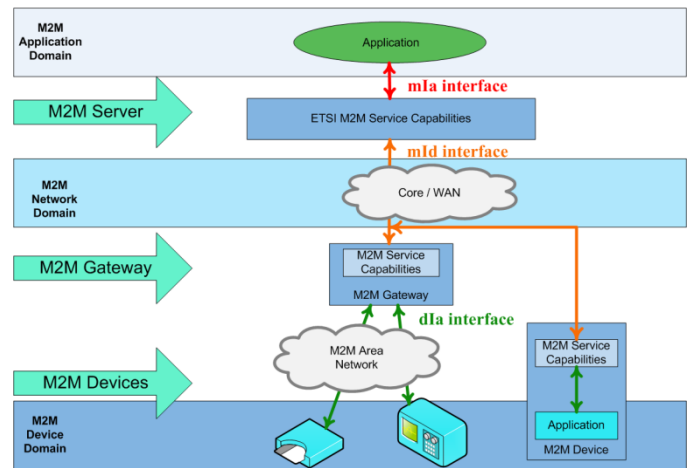 M2M
Application
Domain
Application
mIa interface
M2M Server
ETSI M2M Service Capabilities
mId interface
M2M
Network
Domain
Core / WAN
M2M Gateway
M2M Service
Capabilities
M2M Gateway
dIa interface
M2M Area
Network
M2M Service
Capabilities
M2M Devices
Application
M2M Device
M2M
Device
Domain